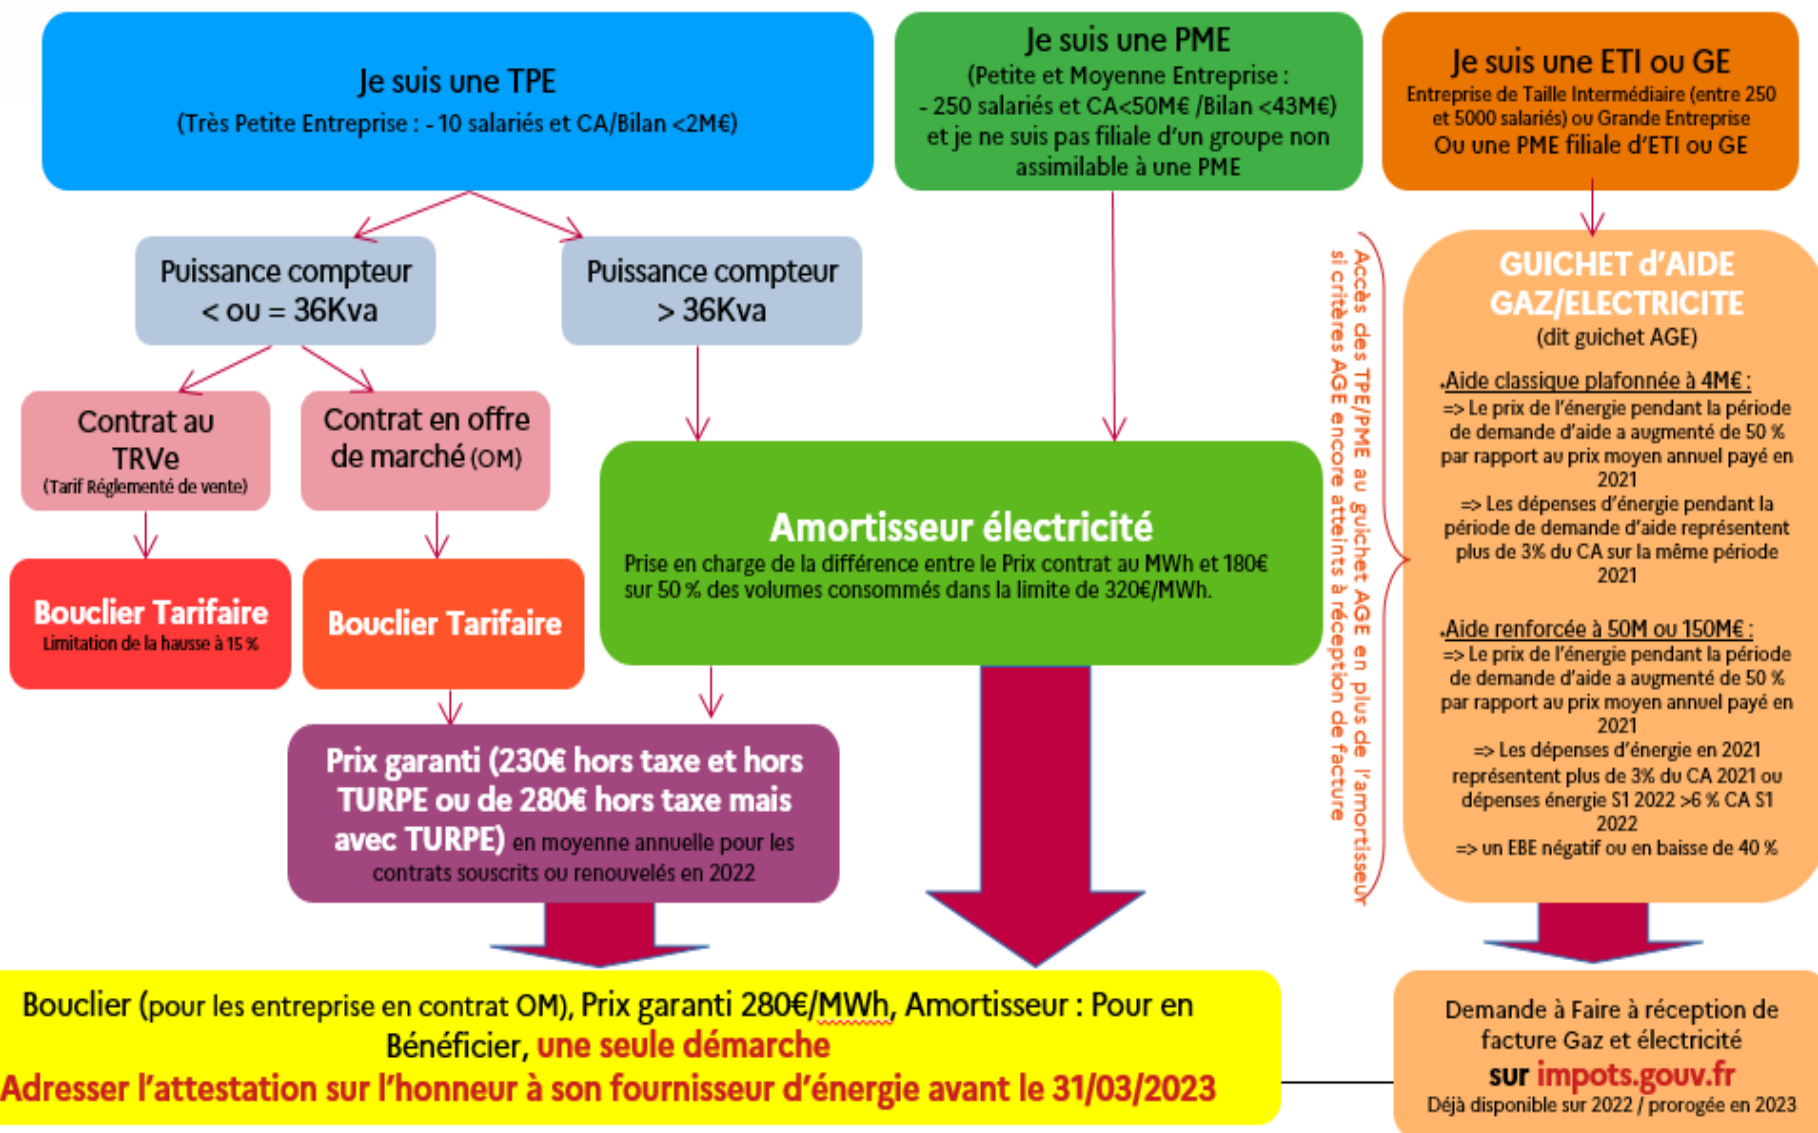 Je suis une TPE
(Très Petite Entreprise : - 10 salariés et CA/Bilan <2M€)
Je suis une PME
(Petite et Moyenne Entreprise :
- 250 salariés et CA<50M€ /Bilan <43M€)
et je ne suis pas filiale d'un groupe non
assimilable à une PME
Je suis une ETI ou GE
Entreprise de Taille Intermédiaire (entre 250
et 5000 salariés) ou Grande Entreprise
Ou une PME filiale d'ETI ou GE
Puissance compteur
< ou = 36Kva
Puissance compteur
> 36Kva
Contrat au
TRVe
(Tarif Réglementé de vente)
Contrat en offre
de marché (OM)
Bouclier Tarifaire
Limitation de la hausse à 15 %
Bouclier Tarifaire
Amortisseur électricité
Prise en charge de la différence entre le Prix contrat au MWh et 180€
sur 50 % des volumes consommés dans la limite de 320€/MWh.
Prix garanti (230€ hors taxe et hors
TURPE ou de 280€ hors taxe mais
avec TURPE) en moyenne annuelle pour les
contrats souscrits ou renouvelés en 2022
Accès des TPE/PME au guichet AGE en plus de l'amortisseur
si critères AGE encore atteints à réception de facture
GUICHET d'AIDE
GAZ/ELECTRICITE
(dit guichet AGE)
.Aide classique plafonnée à 4M€ :
=> Le prix de l'énergie pendant la période
de demande d'aide a augmenté de 50 %
par rapport au prix moyen annuel payé en
2021
=> Les dépenses d'énergie pendant la
période de demande d'aide représentent
plus de 3% du CA sur la même période
2021
.Aide renforcée à 50M ou 150M€ :
=> Le prix de l'énergie pendant la période
de demande d'aide a augmenté de 50 %
par rapport au prix moyen annuel payé en
2021
=> Les dépenses d'énergie en 2021
représentent plus de 3% du CA 2021 ou
dépenses énergie S1 2022 >6 % CA S1
2022
=> un EBE négatif ou en baisse de 40 %
Bouclier (pour les entreprise en contrat OM), Prix garanti 280€/MWh, Amortisseur : Pour en
Bénéficier, une seule démarche
Adresser l'attestation sur l'honneur à son fournisseur d'énergie avant le 31/03/2023
Demande à Faire à réception de
facture Gaz et électricité
sur impots.gouv.fr
Déjà disponible sur 2022 / prorogée en 2023